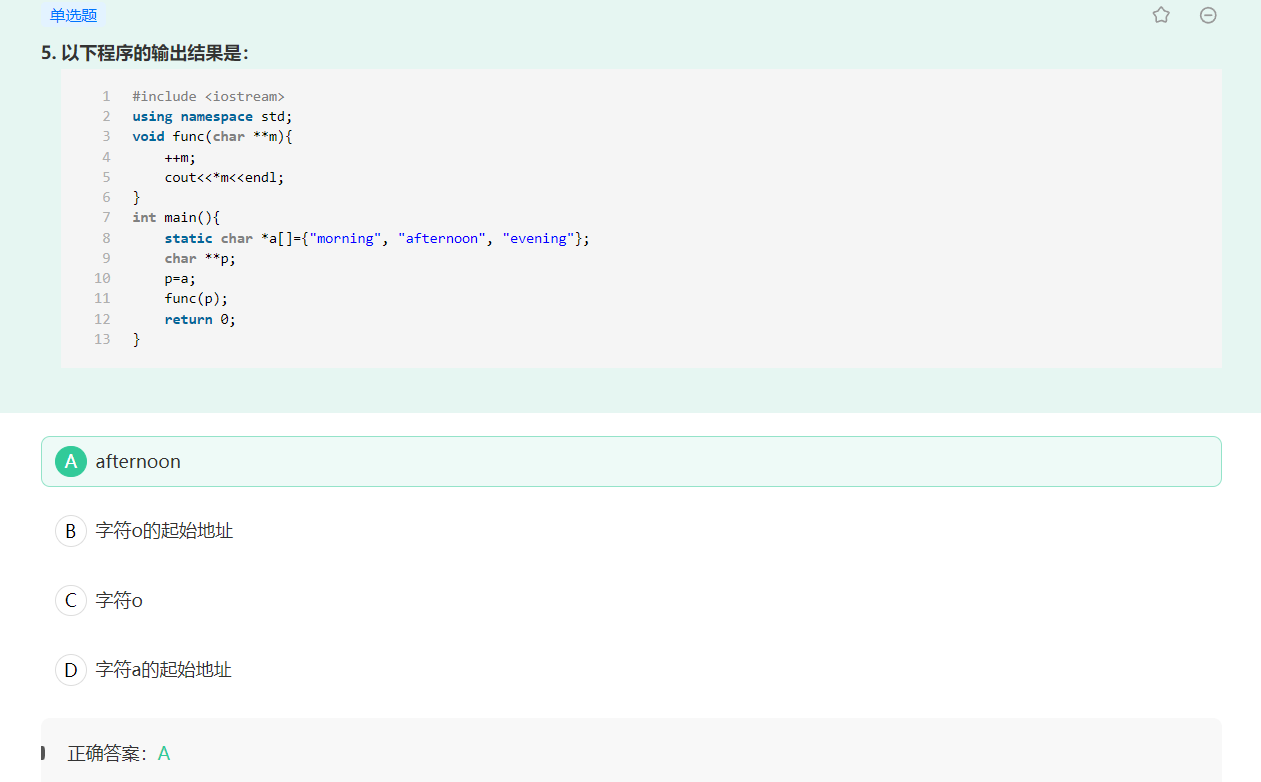 单选题
5. 以下程序的输出结果是：
1 #include <iostream>
2 using namespace std;
3 void func(char **m){
4     ++m;
5     cout<<*m<<endl;
6 }
7 int main(){
8     static char *a[]={"morning", "afternoon", "evening"};
9     char **p;
10     p=a;
11     func(p);
12     return 0;
13 }
A afternoon
B 字符o的起始地址
C 字符o
D 字符a的起始地址
正确答案：A